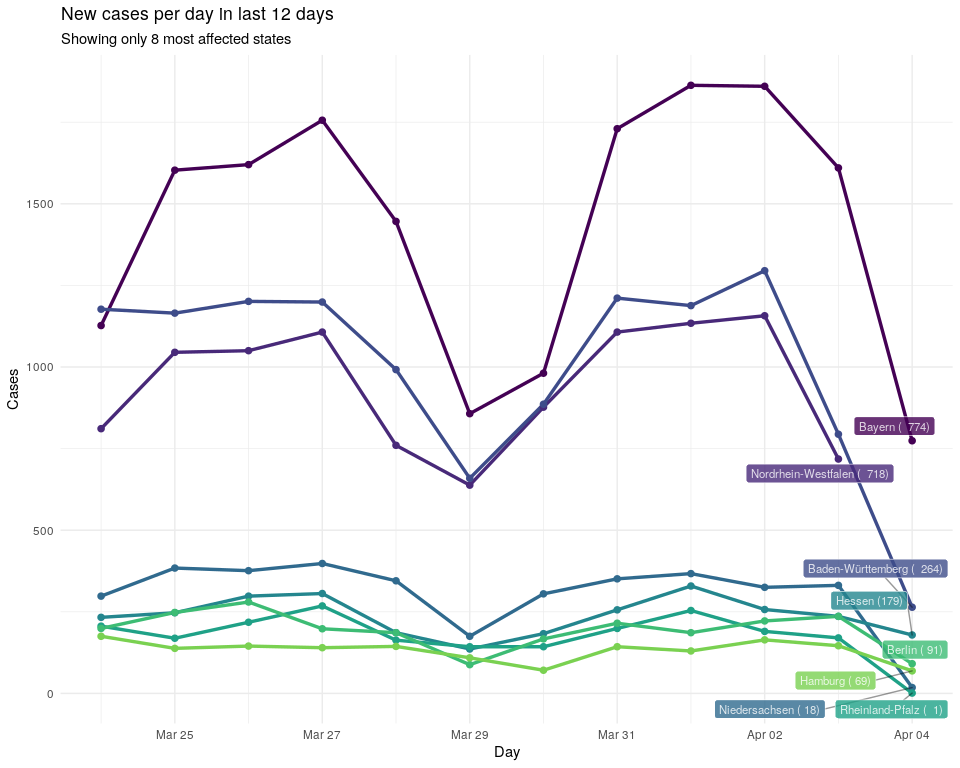 New cases per day in last 12 days
Showing only 8 most affected states
Cases
1500
1000
500
0
Bayern ( 774)
Nordrhein-Westfalen ( 718)
Baden-Württemberg ( 264)
Hessen (179)
Berlin ( 91)
Hamburg ( 69)
Niedersachsen ( 18)
Rheinland-Pfalz ( 1)
Mar 25
Mar 27
Mar 29
Mar 31
Apr 02
Apr 04
Day